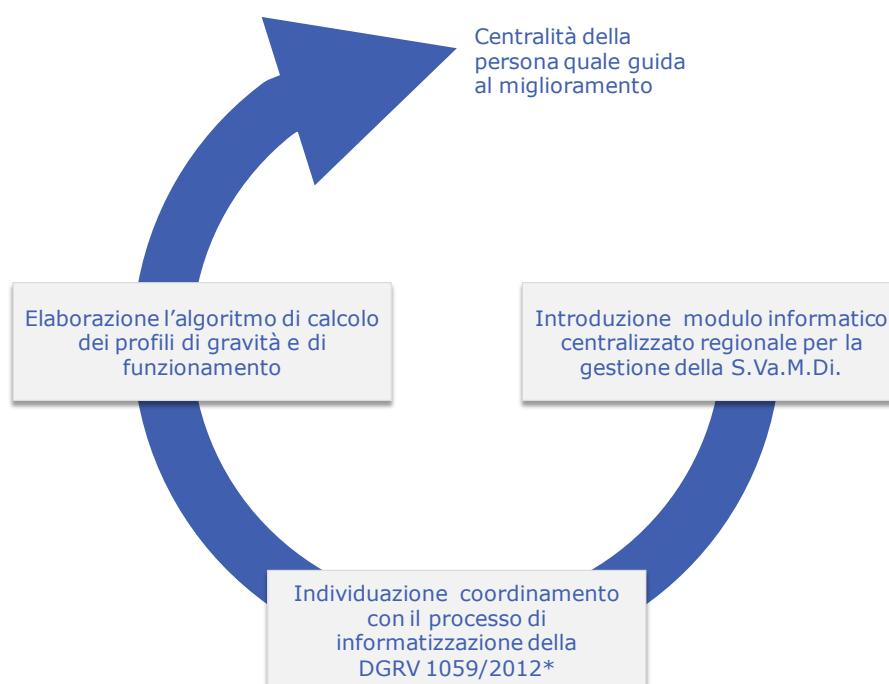 Centralità della
persona quale guida
al miglioramento
Elaborazione l’algoritmo di calcolo
dei profili di gravità e di
funzionamento
Introduzione modulo informatico
centralizzato regionale per la
gestione della S.Va.M.Di.
Individuazione coordinamento
con il processo di
informatizzazione della
DGRV 1059/2012*